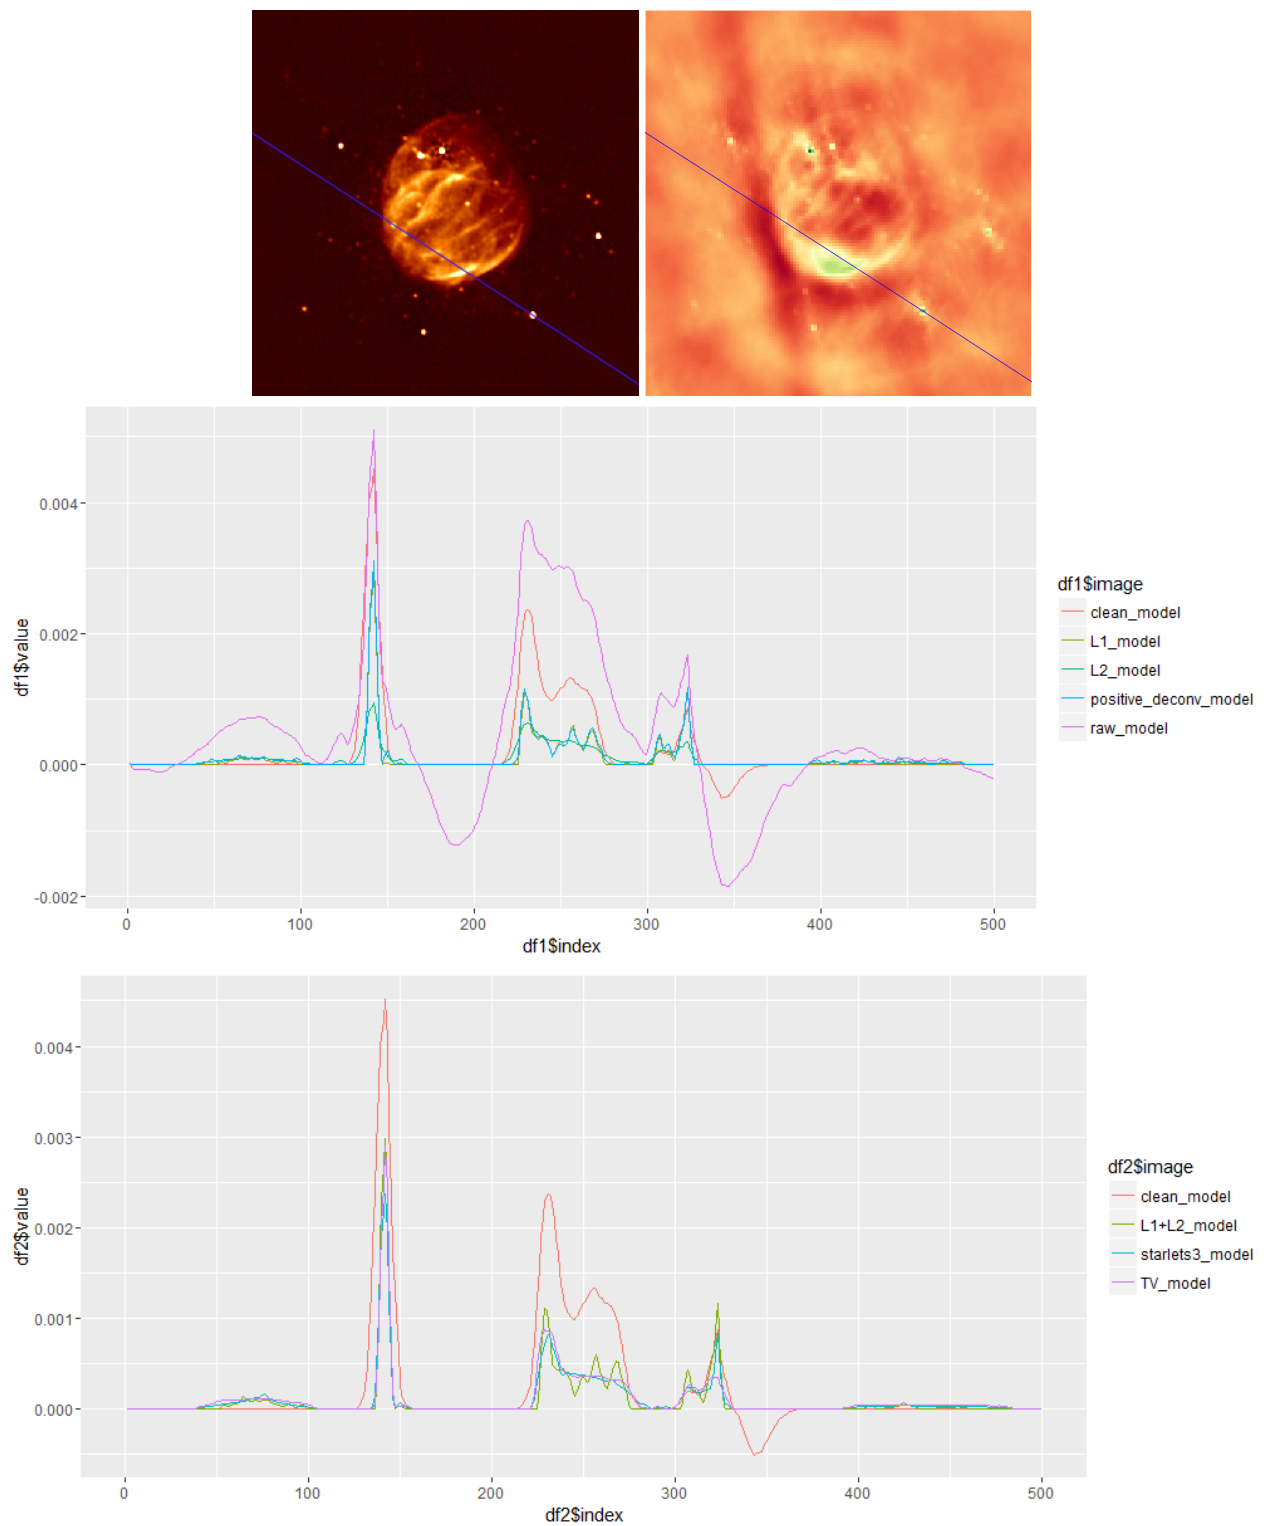 df1$value
0.004
0.002
0.000
-0.002
0
100
200
300
400
500
df1$index
df1$image
clean_model
L1_model
L2_model
positive_deconv_model
raw_model
df2$value
0.004
0.003
0.002
0.001
0.000
0
100
200
300
400
500
df2$index
df2$image
clean_model
L1+L2_model
starlets3_model
TV_model